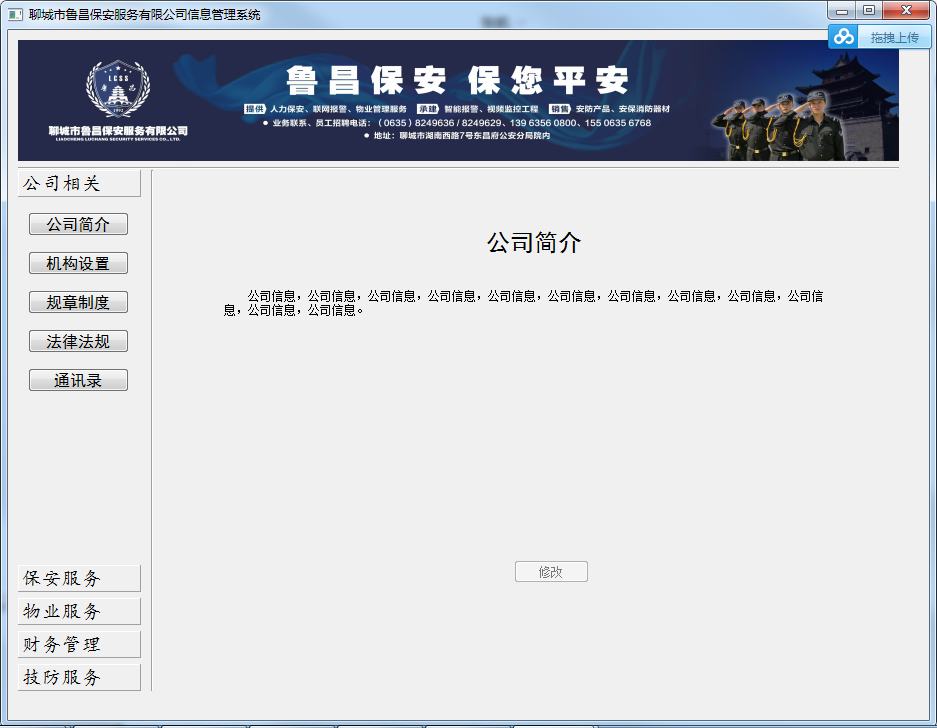 聊城市鲁昌保安服务有限公司信息管理系统
拖拽上传
LCSS
鲁 昌
1992
聊城市鲁昌保安服务有限公司
LIAOCHENG LUCHANG SECURITY SERVICES CO., LTD.
鲁昌保安 保您平安
提供 人力保安、联网报警、物业管理服务 承建 智能报警、视频监控工程 销售 安防产品、安保消防器材
● 业务联系、员工招聘电话:（0635）8249636 / 8249629、139 6356 0800、155 0635 6768
● 地址：聊城市湖南西路7号东昌府公安分局院内
公司相关
公司简介
机构设置
规章制度
法律法规
通讯录
保安服务
物业服务
财务管理
技防服务
公司简介
公司信息，公司信息，公司信息，公司信息，公司信息，公司信息，公司信息，公司信息，公司信息，公司信
息，公司信息，公司信息。
修改